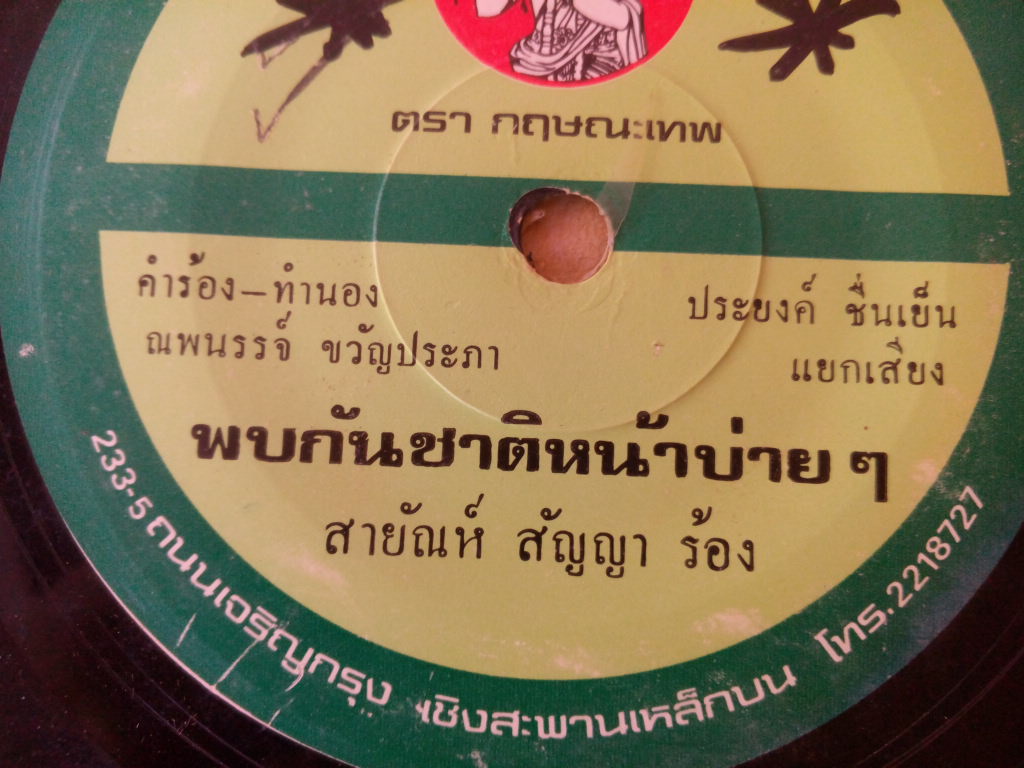 ตรา กฤษณะเทพ
คำร้อง–ทำนอง
ณพนรรจ์ ขวัญประภา
ประยงค์ ชื่นเย็น
แยกเสียง
พบกันชาติหน้าบ่าย ๆ
สายัณห์ สัญญา ร้อง
233-5 ถนนเจริญกรุง เชิงสะพานเหล็กบน โทร. 2218727